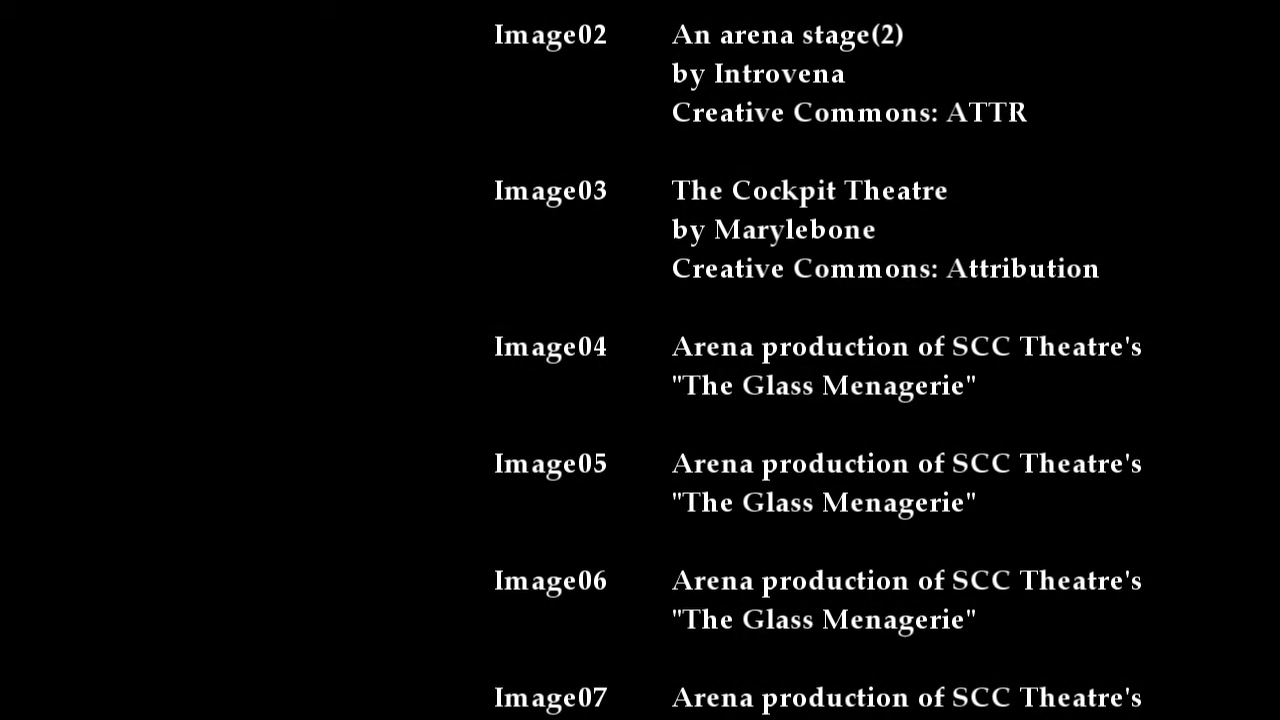 Image02 An arena stage(2)
by Introvena
Creative Commons: ATTR
Image03 The Cockpit Theatre
by Marylebone
Creative Commons: Attribution
Image04 Arena production of SCC Theatre's
"The Glass Menagerie"
Image05 Arena production of SCC Theatre's
"The Glass Menagerie"
Image06 Arena production of SCC Theatre's
"The Glass Menagerie"
Image07 Arena production of SCC Theatre's